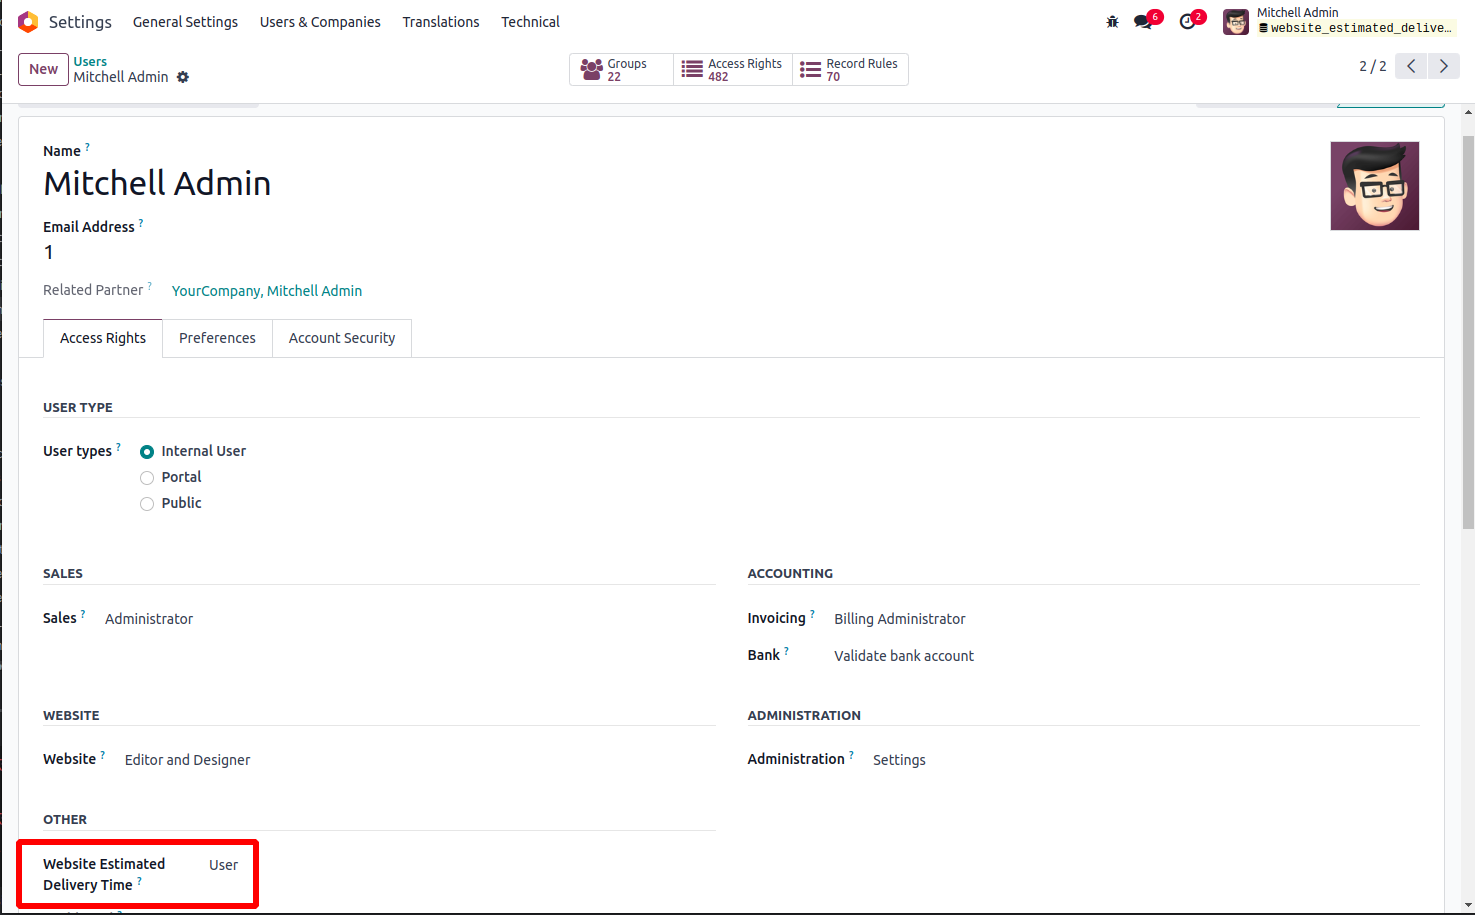 Settings General Settings Users & Companies Translations Technical 6 2 Mitchell Admin
website_estimated_delive...
New Users Groups 22 Access Rights 482 Record Rules 70 2 / 2
Mitchell Admin
Name ?
Mitchell Admin
Email Address ?
1
Related Partner ? YourCompany, Mitchell Admin
Access Rights Preferences Account Security
USER TYPE
User types ? Internal User
Portal
Public
SALES ACCOUNTING
Sales ? Administrator Invoicing ? Billing Administrator
Bank ? Validate bank account
WEBSITE ADMINISTRATION
Website ? Editor and Designer Administration ? Settings
OTHER
Website Estimated User
Delivery Time ?